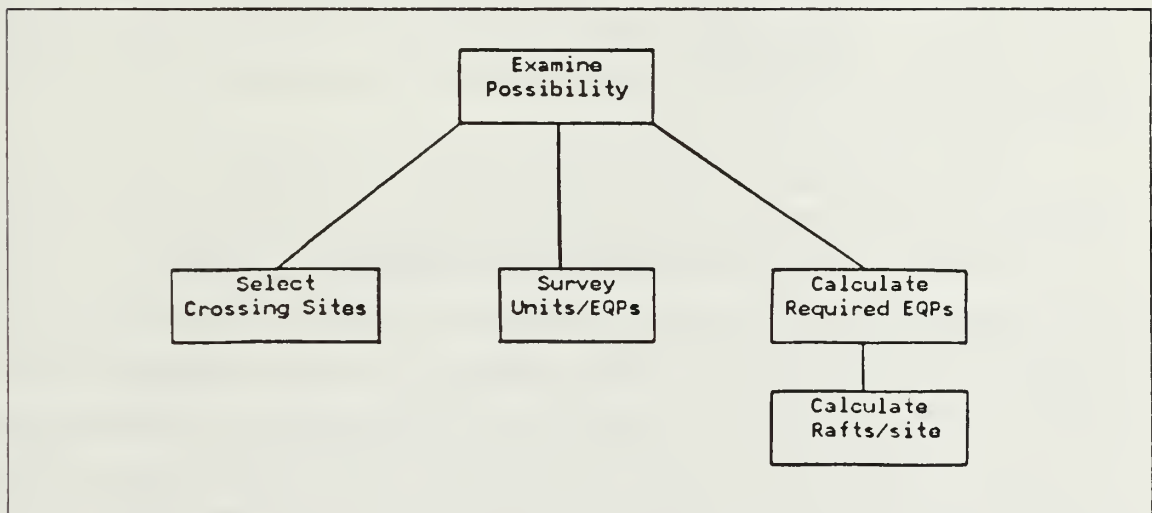 Examine
Possibility
Select
Crossing Sites
Survey
Units/EQPs
Calculate
Required EQPs
Calculate
Rafts/site